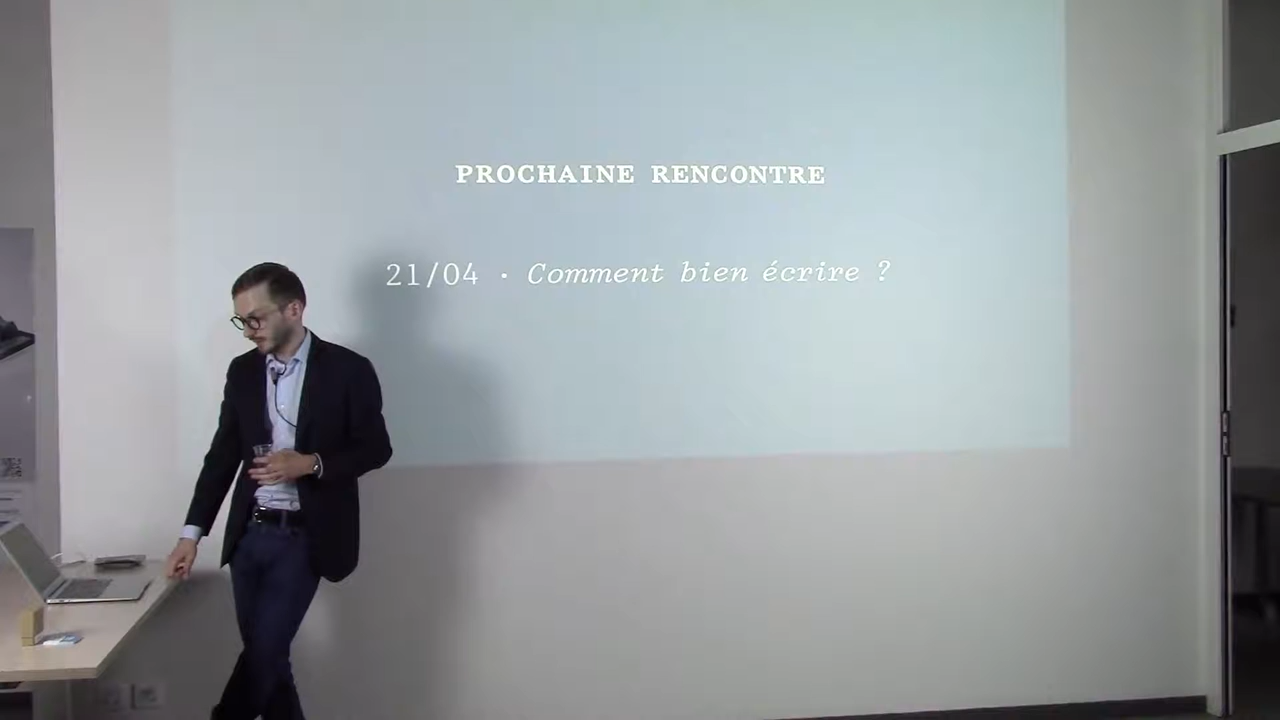 PROCHAINE RENCONTRE
21/04 · Comment bien écrire ?